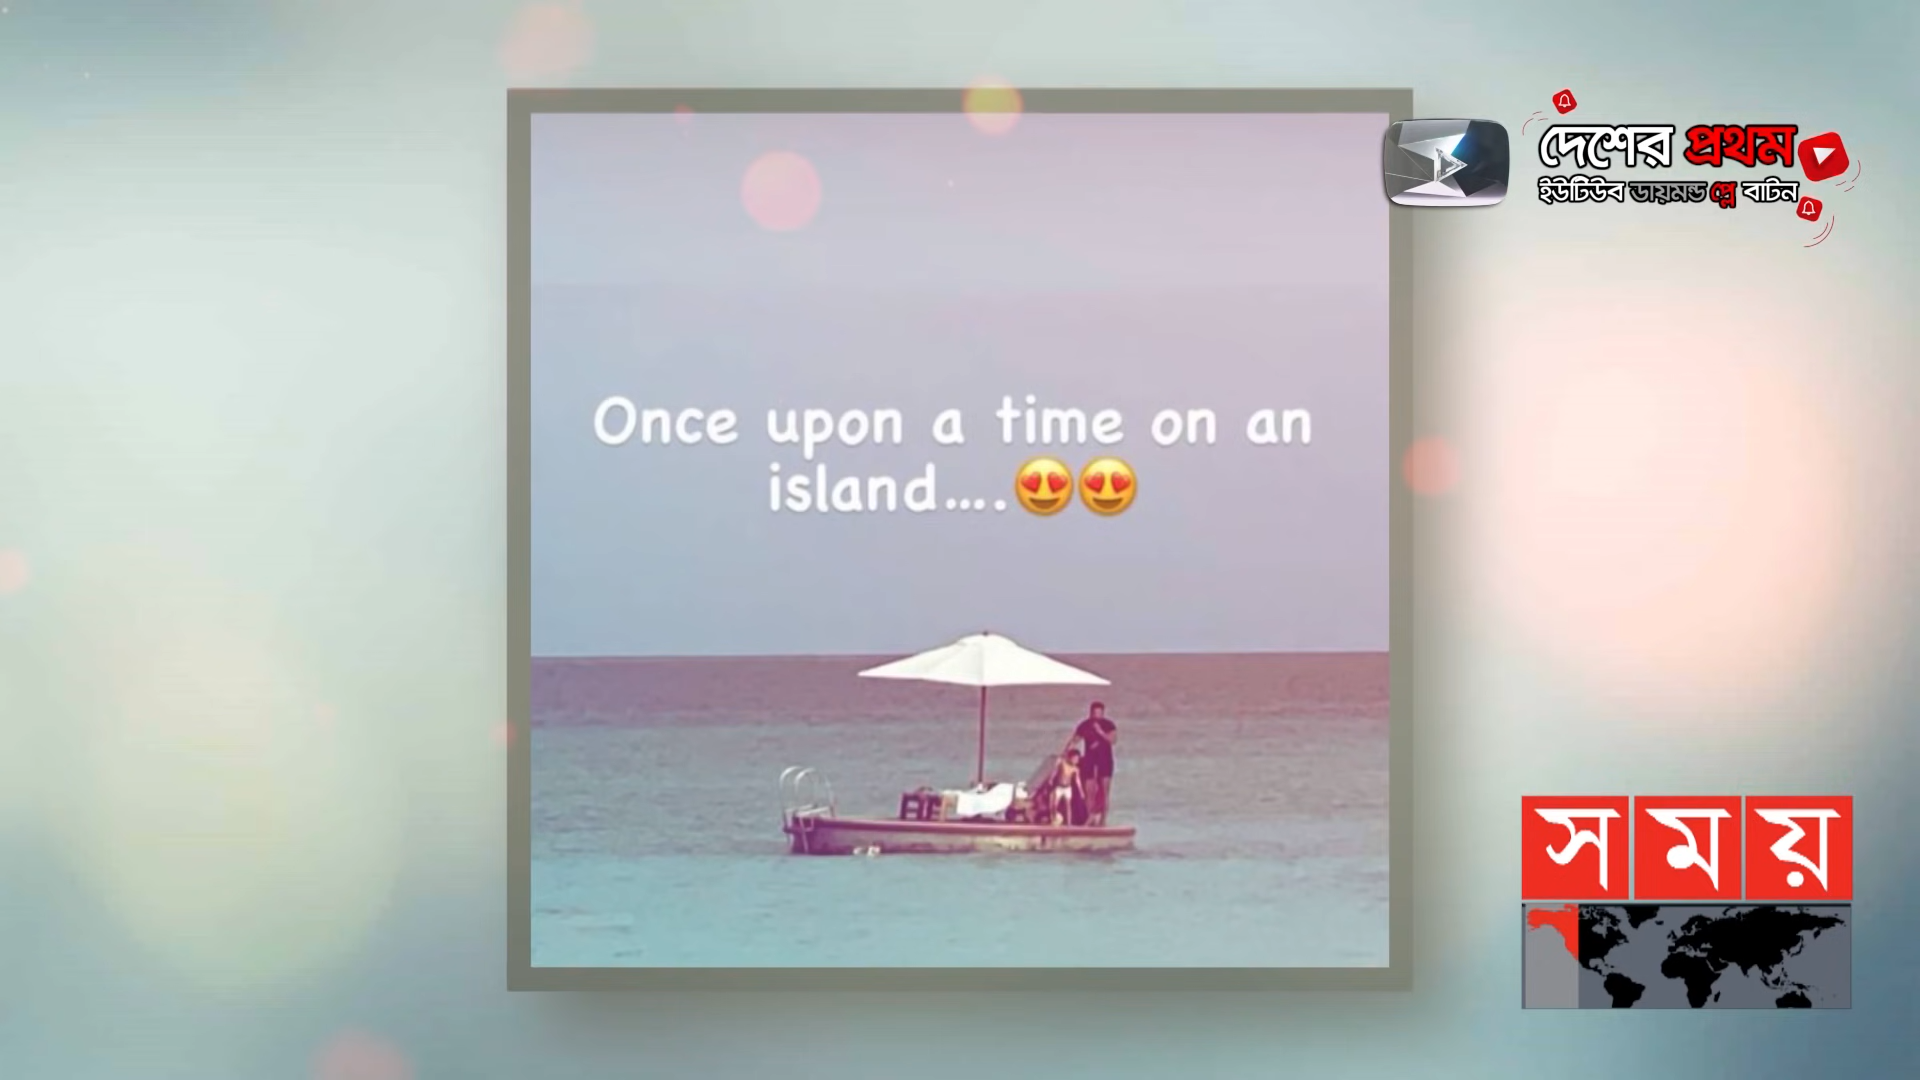 Once upon a time on an
island....😍😍
দেশের প্রথম
ইউটিউব ডায়মন্ড প্লে বাটন
সময়